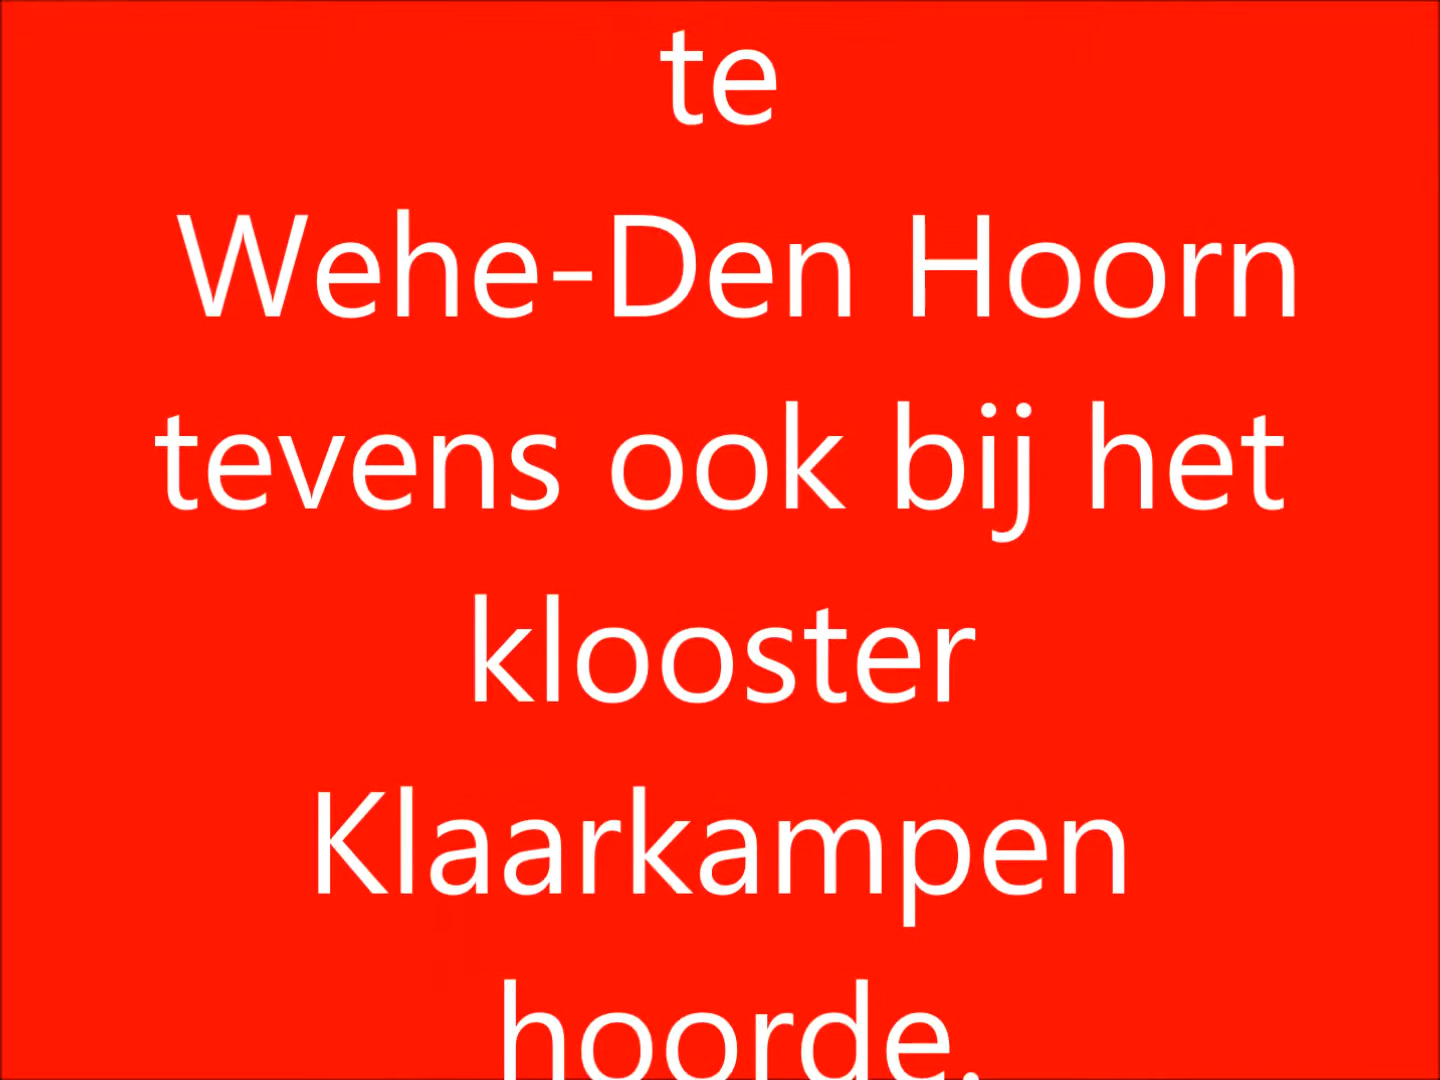 te
Wehe-Den Hoorn
tevens ook bij het
klooster
Klaarkampen
hoorde.